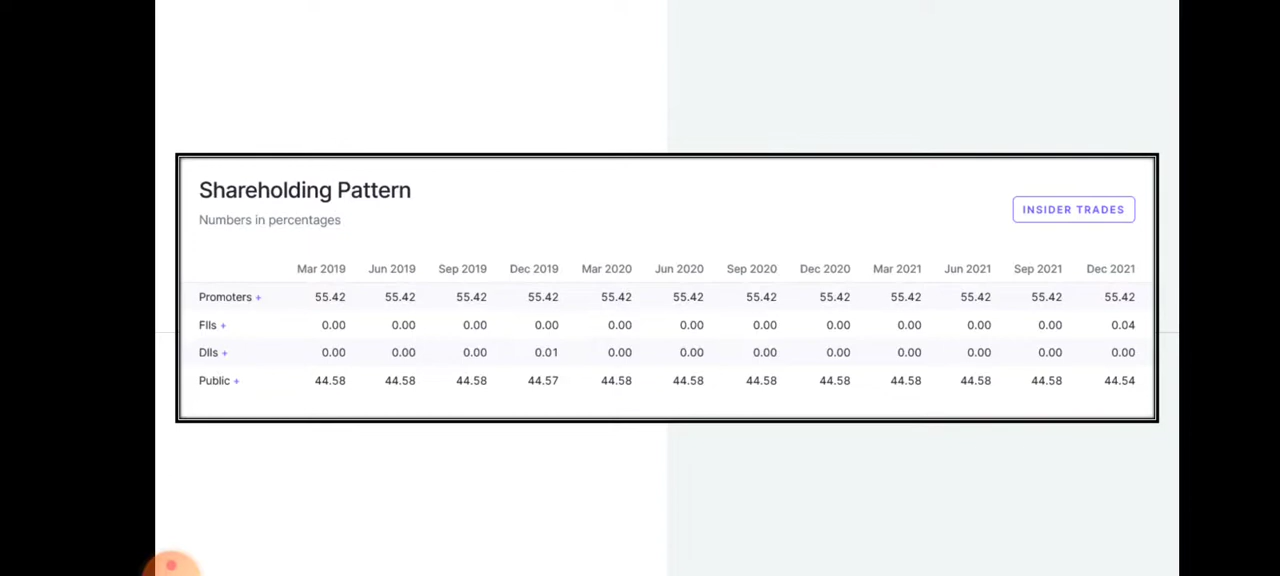 Shareholding Pattern
Numbers in percentages
INSIDER TRADES
Mar 2019 Jun 2019 Sep 2019 Dec 2019 Mar 2020 Jun 2020 Sep 2020 Dec 2020 Mar 2021 Jun 2021 Sep 2021 Dec 2021
Promoters + 55.42 55.42 55.42 55.42 55.42 55.42 55.42 55.42 55.42 55.42 55.42 55.42
FIIs + 0.00 0.00 0.00 0.00 0.00 0.00 0.00 0.00 0.00 0.00 0.00 0.04
DIIs + 0.00 0.00 0.00 0.01 0.00 0.00 0.00 0.00 0.00 0.00 0.00 0.00
Public + 44.58 44.58 44.58 44.57 44.58 44.58 44.58 44.58 44.58 44.58 44.58 44.54